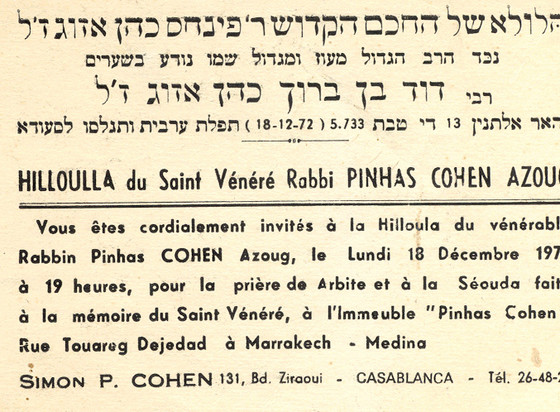 הלולא של החכם הקדוש ר' פינחס כהן אזוג ז"ל
נכד הרב הגדול מעוז ומגדול שמו נודע בשערים
רבי דוד בן ברוך כהן אזוג ז"ל
אלתנין 13 די טבת 5.733 (18-12-72) תפלת ערבית ותגלסו לסעודא
HILLOULLA du Saint Vénéré Rabbi PINHAS COHEN AZOUG
Vous êtes cordialement invités à la Hilloula du vénérabl
Rabbin Pinhas COHEN Azoug, le Lundi 18 Décembre 197
à 19 heures, pour la prière de Arbite et à la Séouda fait
à la mémoire du Saint Vénéré, à l'Immeuble "Pinhas Cohen
Rue Touareg Dejedad à Marrakech - Medina
SIMON P. COHEN 131, Bd. Ziraoui - CASABLANCA - Tél. 26-48-